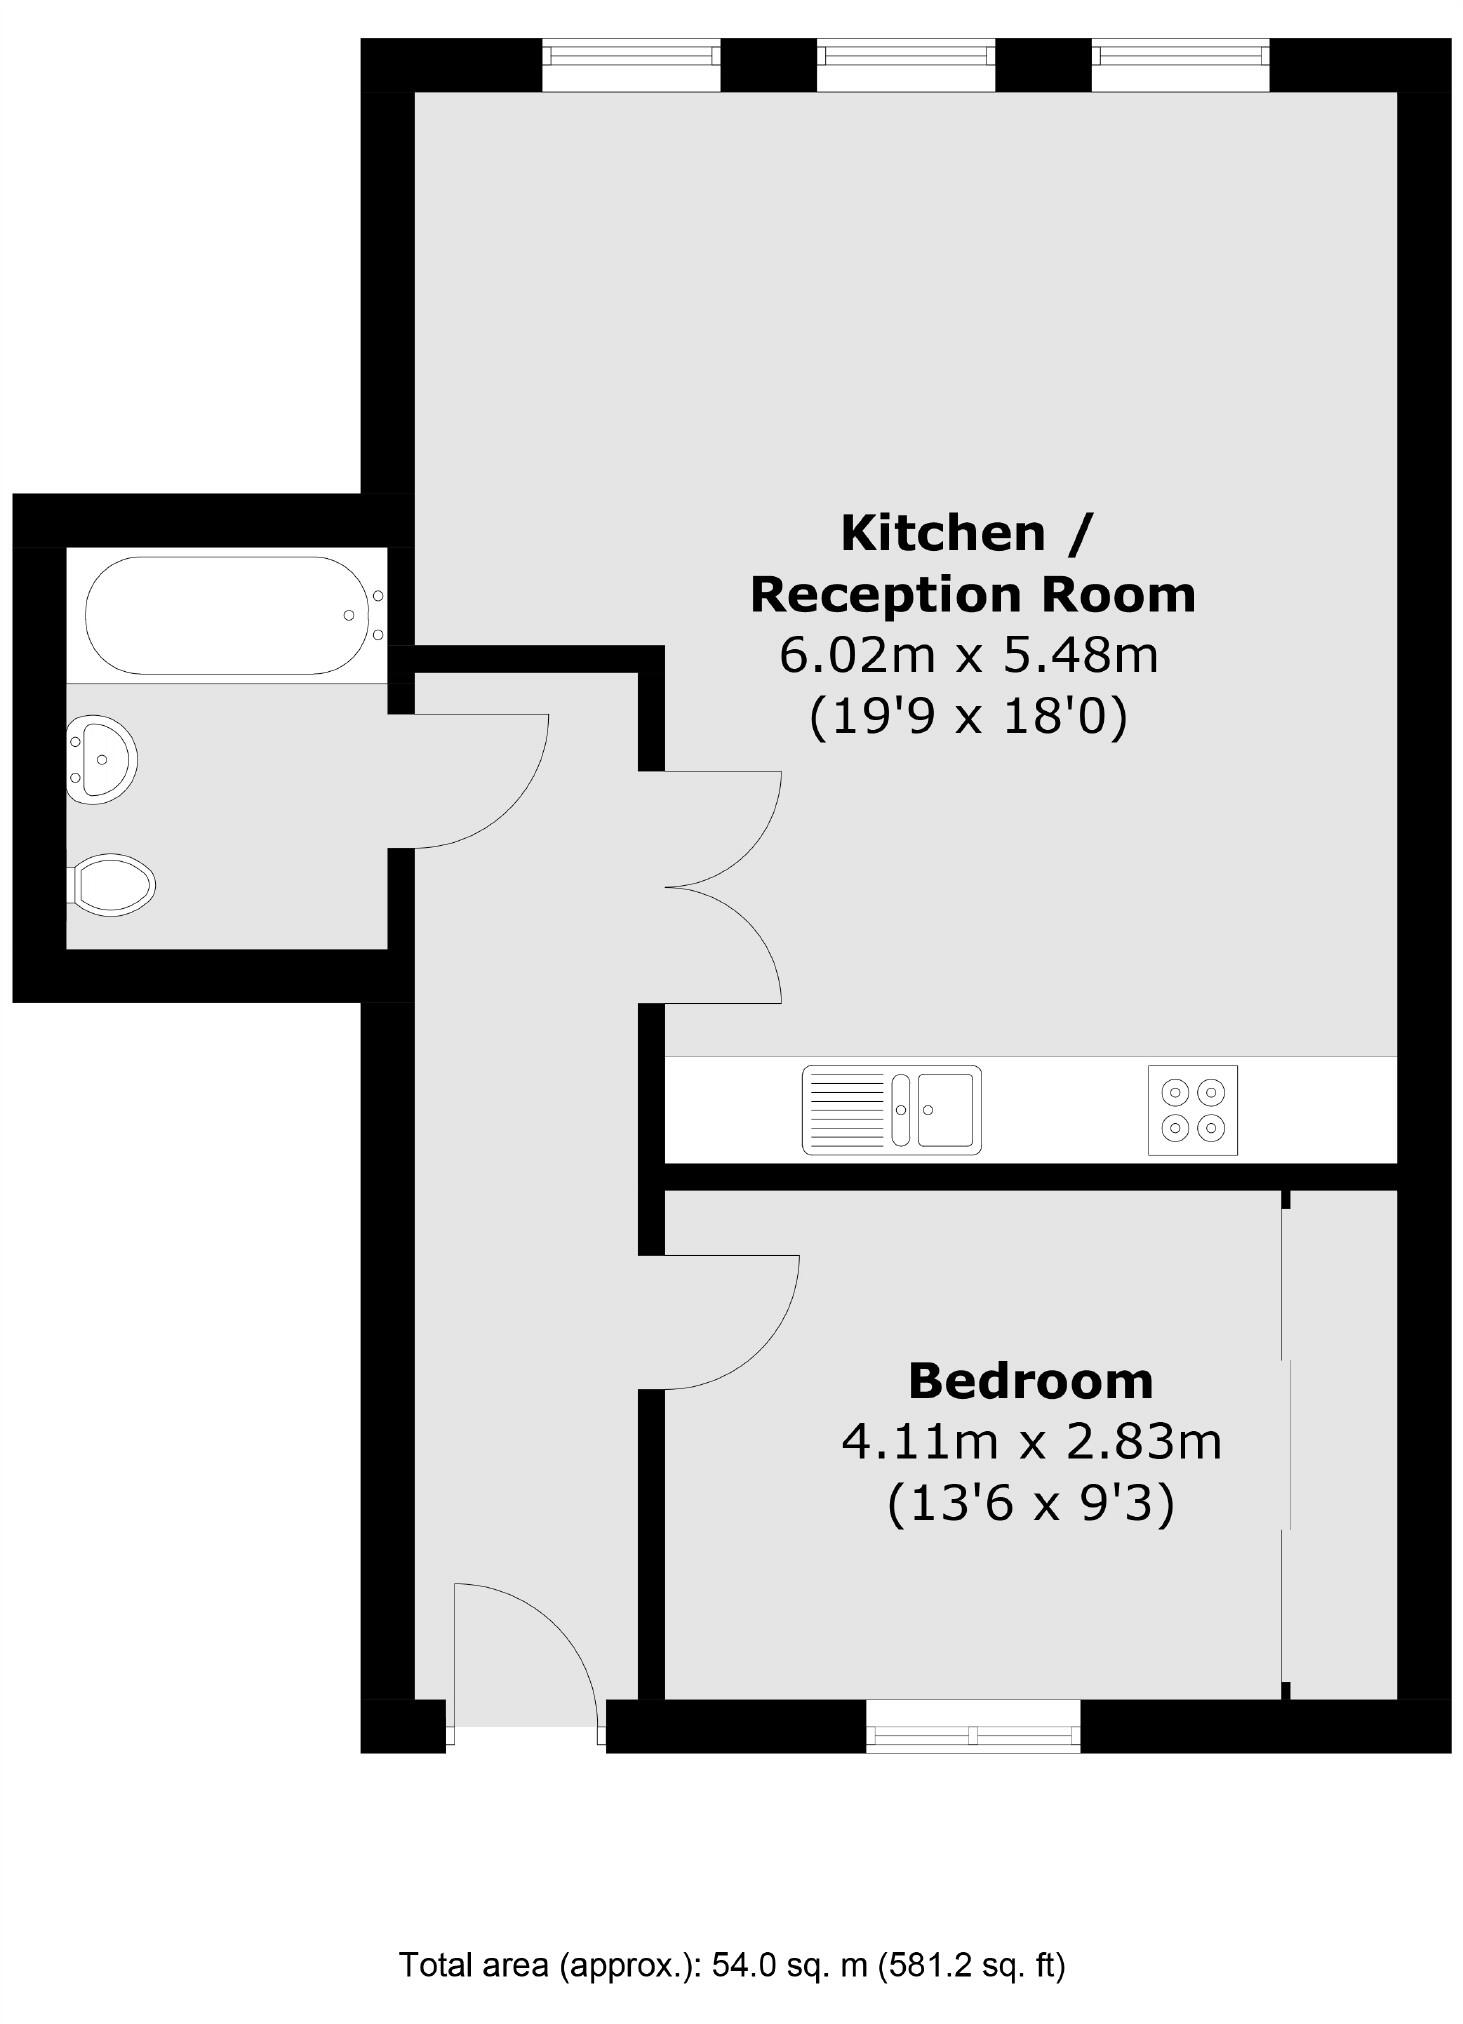 Kitchen /
Reception Room
6.02m x 5.48m
(19'9 x 18'0)
Bedroom
4.11m x 2.83m
(13'6 x 9'3)
Total area (approx.): 54.0 sq. m (581.2 sq. ft)